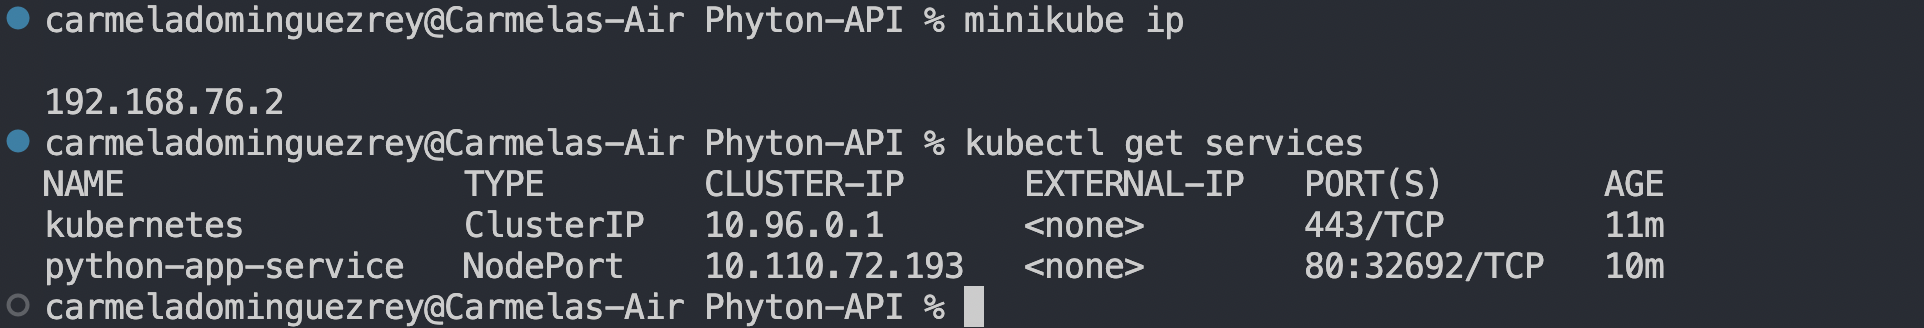 carmeladominguezrey@Carmelas-Air Phyton-API % minikube ip
192.168.76.2
carmeladominguezrey@Carmelas-Air Phyton-API % kubectl get services
NAME TYPE CLUSTER-IP EXTERNAL-IP PORT(S) AGE
kubernetes ClusterIP 10.96.0.1 <none> 443/TCP 11m
python-app-service NodePort 10.110.72.193 <none> 80:32692/TCP 10m
carmeladominguezrey@Carmelas-Air Phyton-API %